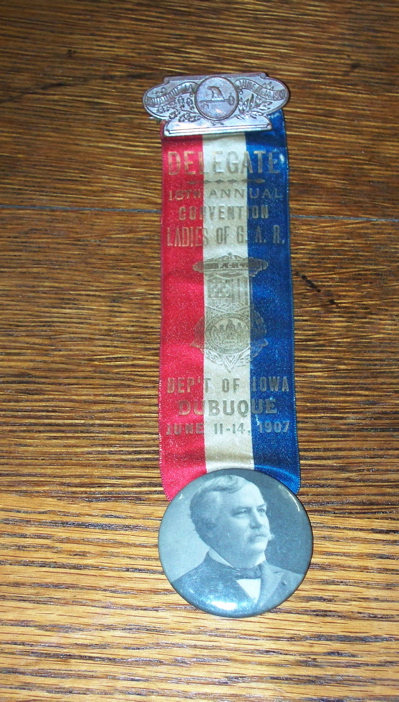 DELEGATE
18TH ANNUAL
CONVENTION
LADIES OF G. A. R.
DEP'T OF IOWA
DUBUQUE
JUNE 11-14, 1907